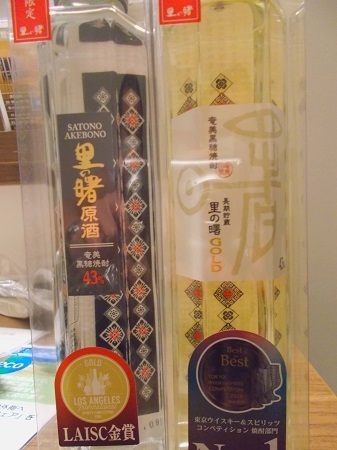 限定
里の曙
SATONO
AKEBONO
里の曙
原酒
奄美
黒糖焼酎
43%
GOLD
LOS ANGELES
LAISC金賞
里の曙
奄美黒糖焼酎
長期貯蔵
里の曙
GOLD
Best of
Best
東京ウイスキー&スピリッツ
コンペティション 焼酎部門
No.1